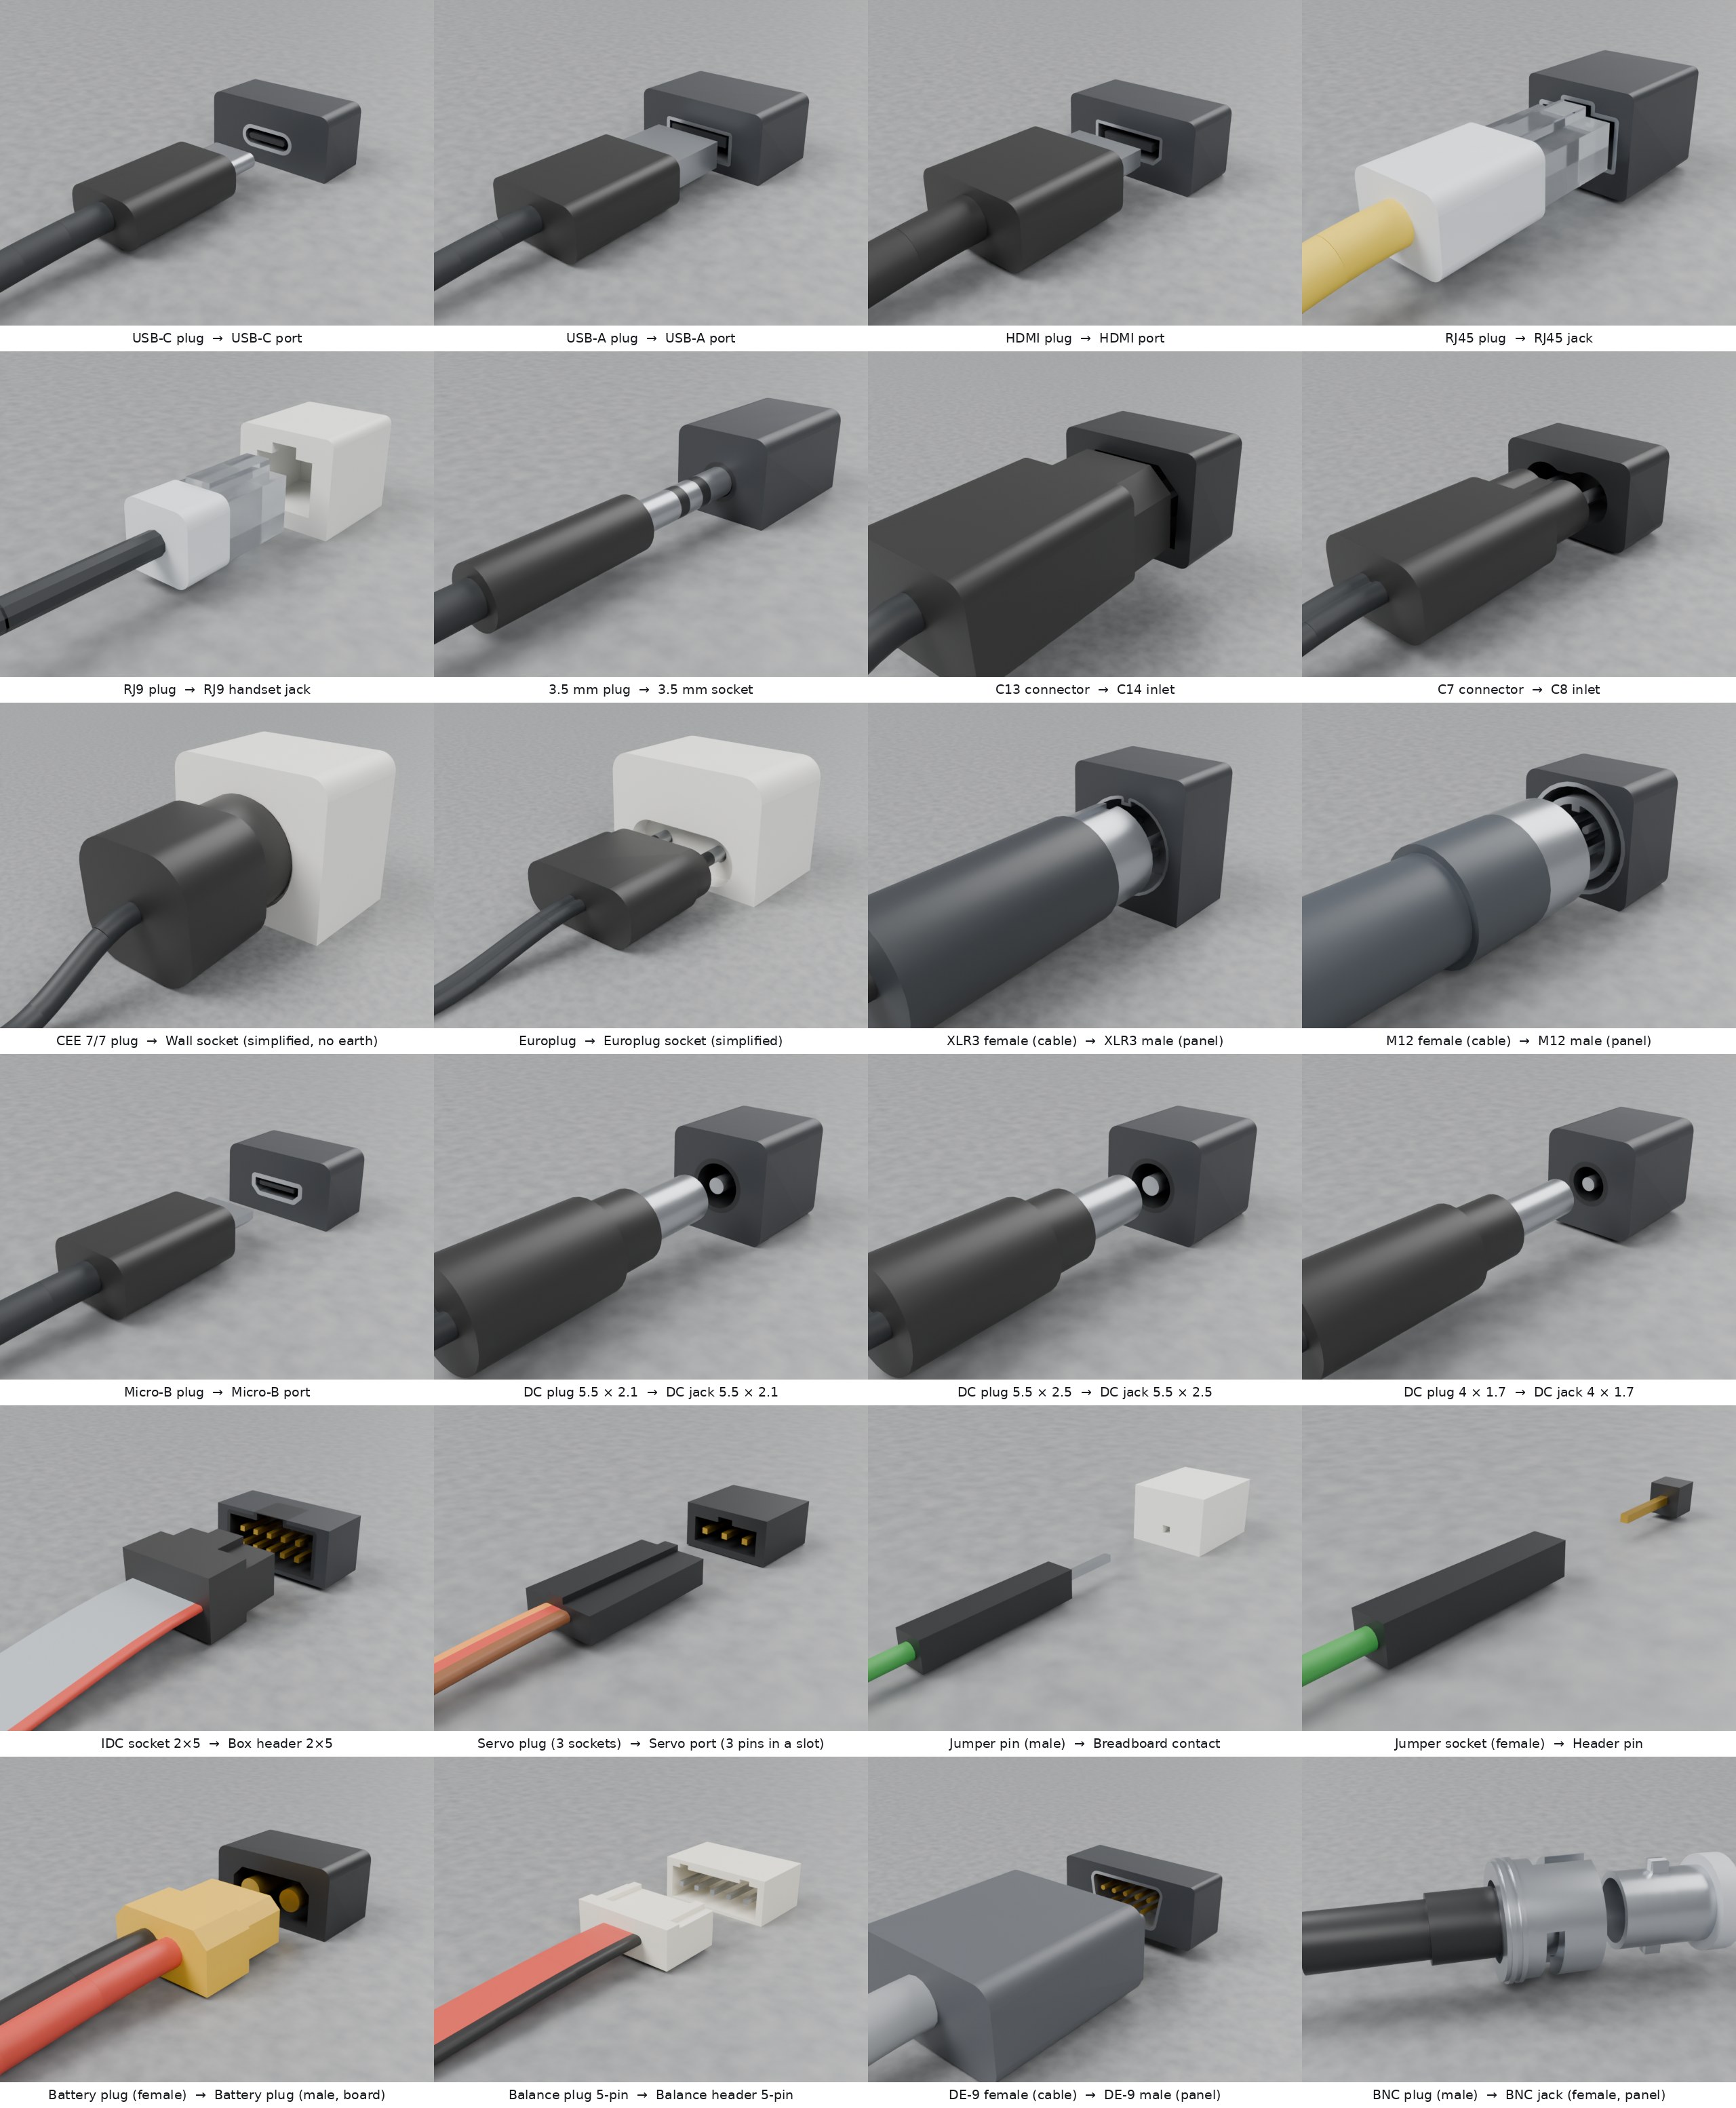 USB-C plug → USB-C port
USB-A plug → USB-A port
HDMI plug → HDMI port
RJ45 plug → RJ45 jack
RJ9 plug → RJ9 handset jack
3.5 mm plug → 3.5 mm socket
C13 connector → C14 inlet
C7 connector → C8 inlet
CEE 7/7 plug → Wall socket (simplified, no earth)
Europlug → Europlug socket (simplified)
XLR3 female (cable) → XLR3 male (panel)
M12 female (cable) → M12 male (panel)
Micro-B plug → Micro-B port
DC plug 5.5 × 2.1 → DC jack 5.5 × 2.1
DC plug 5.5 × 2.5 → DC jack 5.5 × 2.5
DC plug 4 × 1.7 → DC jack 4 × 1.7
IDC socket 2×5 → Box header 2×5
Servo plug (3 sockets) → Servo port (3 pins in a slot)
Jumper pin (male) → Breadboard contact
Jumper socket (female) → Header pin
Battery plug (female) → Battery plug (male, board)
Balance plug 5-pin → Balance header 5-pin
DE-9 female (cable) → DE-9 male (panel)
BNC plug (male) → BNC jack (female, panel)